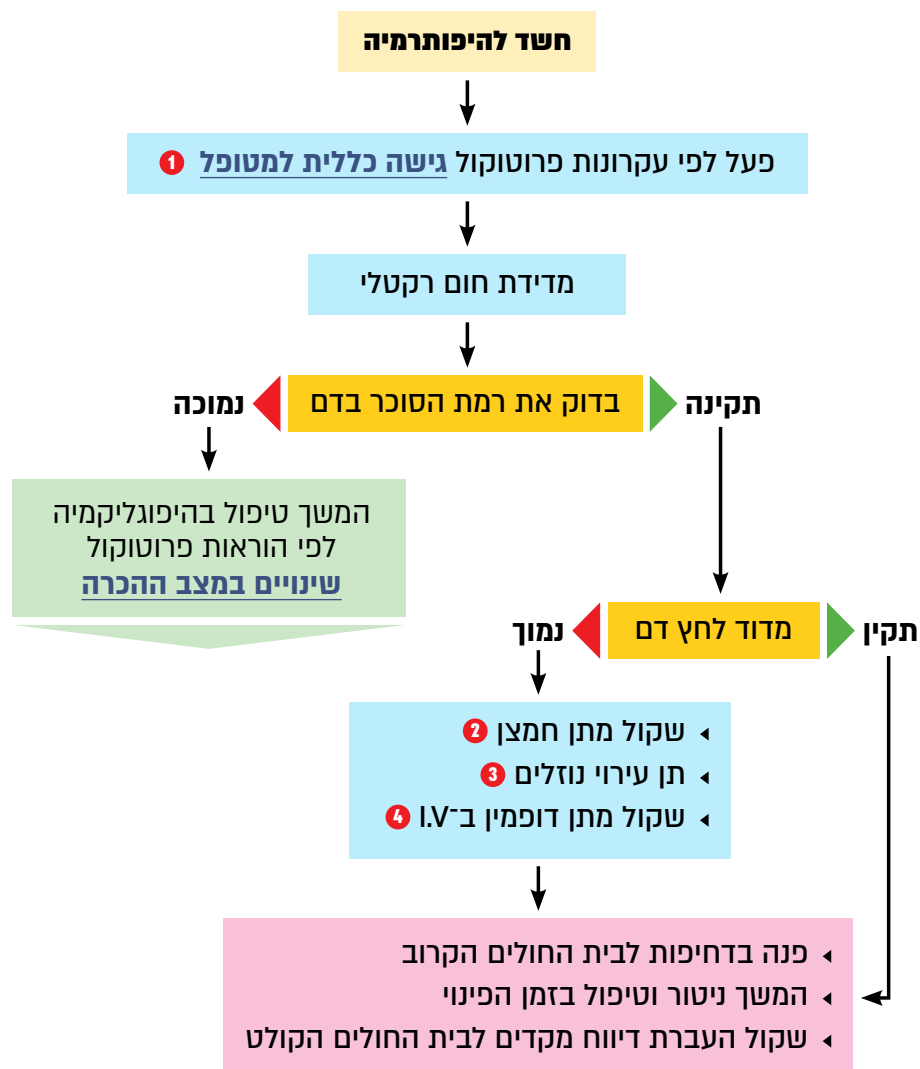 חשד להיפותרמיה
פעל לפי עקרונות פרוטוקול גישה כללית למטופל 1
מדידת חום רקטלי
תקינה
בדוק את רמת הסוכר בדם
נמוכה
המשך טיפול בהיפוגליקמיה
לפי הוראות פרוטוקול
שינויים במצב ההכרה
תקין
מדוד לחץ דם
נמוך
שקול מתן חמצן 2
תן עירוי נוזלים 3
שקול מתן דופמין ב־I.V 4
פנה בדחיפות לבית החולים הקרוב
המשך ניטור וטיפול בזמן הפינוי
שקול העברת דיווח מקדים לבית החולים הקולט